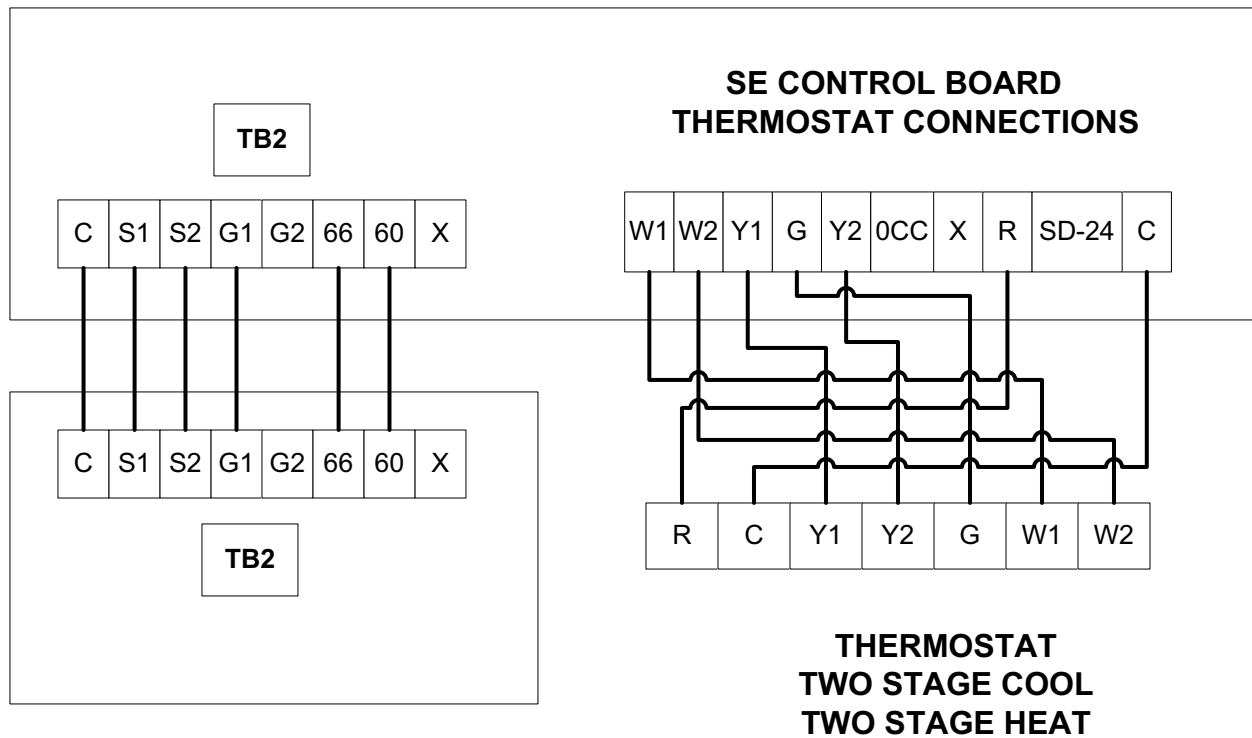 SE CONTROL BOARD
THERMOSTAT CONNECTIONS
TB2
C S1 S2 G1 G2 66 60 X
W1 W2 Y1 G Y2 0CC X R SD-24 C
C S1 S2 G1 G2 66 60 X
TB2
R C Y1 Y2 G W1 W2
THERMOSTAT
TWO STAGE COOL
TWO STAGE HEAT